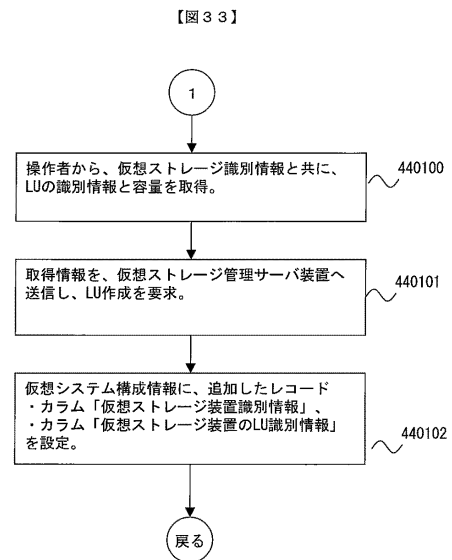 【図３３】
1
操作者から、仮想ストレージ識別情報と共に、
LUの識別情報と容量を取得。
440100
取得情報を、仮想ストレージ管理サーバ装置へ
送信し、LU作成を要求。
440101
仮想システム構成情報に、追加したレコード
・カラム「仮想ストレージ装置識別情報」、
・カラム「仮想ストレージ装置のLU識別情報」
を設定。
440102
戻る